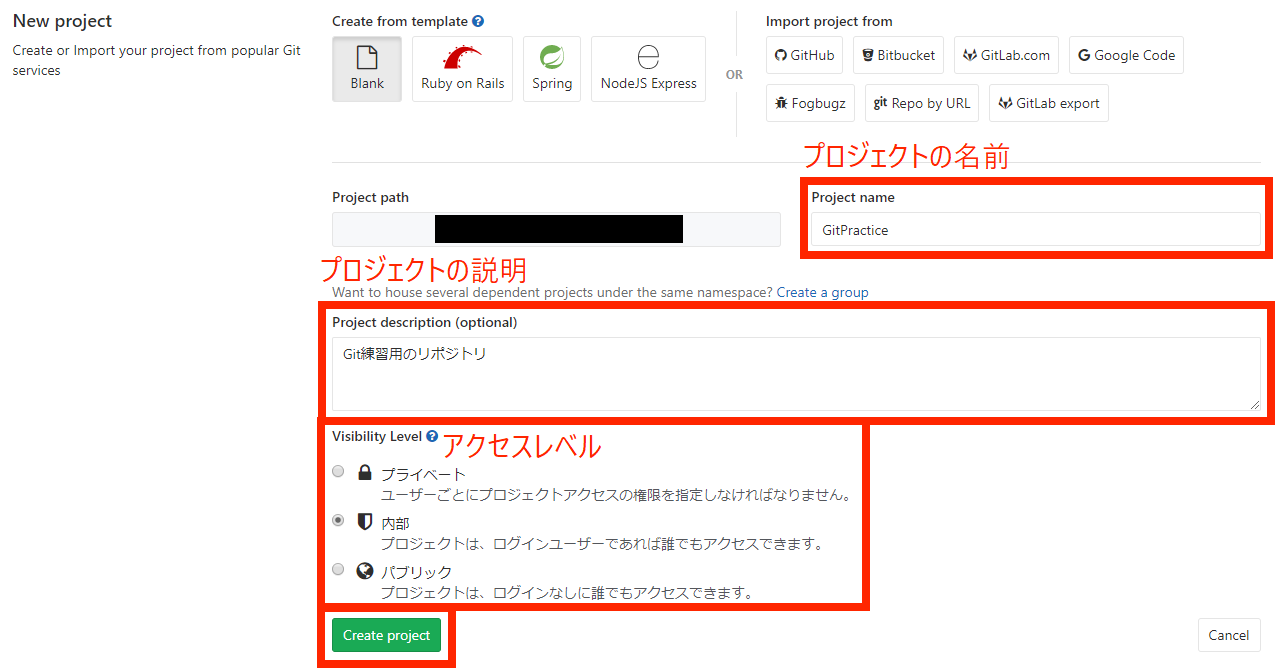 New project
Create or Import your project from popular Git
services
Create from template
Blank
Ruby on Rails
Spring
NodeJS Express
OR
Import project from
GitHub
Bitbucket
GitLab.com
Google Code
Fogbugz
git Repo by URL
GitLab export
プロジェクトの名前
Project path
Project name
GitPractice
プロジェクトの説明
Want to house several dependent projects under the same namespace? Create a group
Project description (optional)
Git練習用のリポジトリ
Visibility Level
アクセスレベル
プライベート
ユーザーごとにプロジェクトアクセスの権限を指定しなければなりません。
内部
プロジェクトは、ログインユーザーであれば誰でもアクセスできます。
パブリック
プロジェクトは、ログインなしに誰でもアクセスできます。
Create project
Cancel